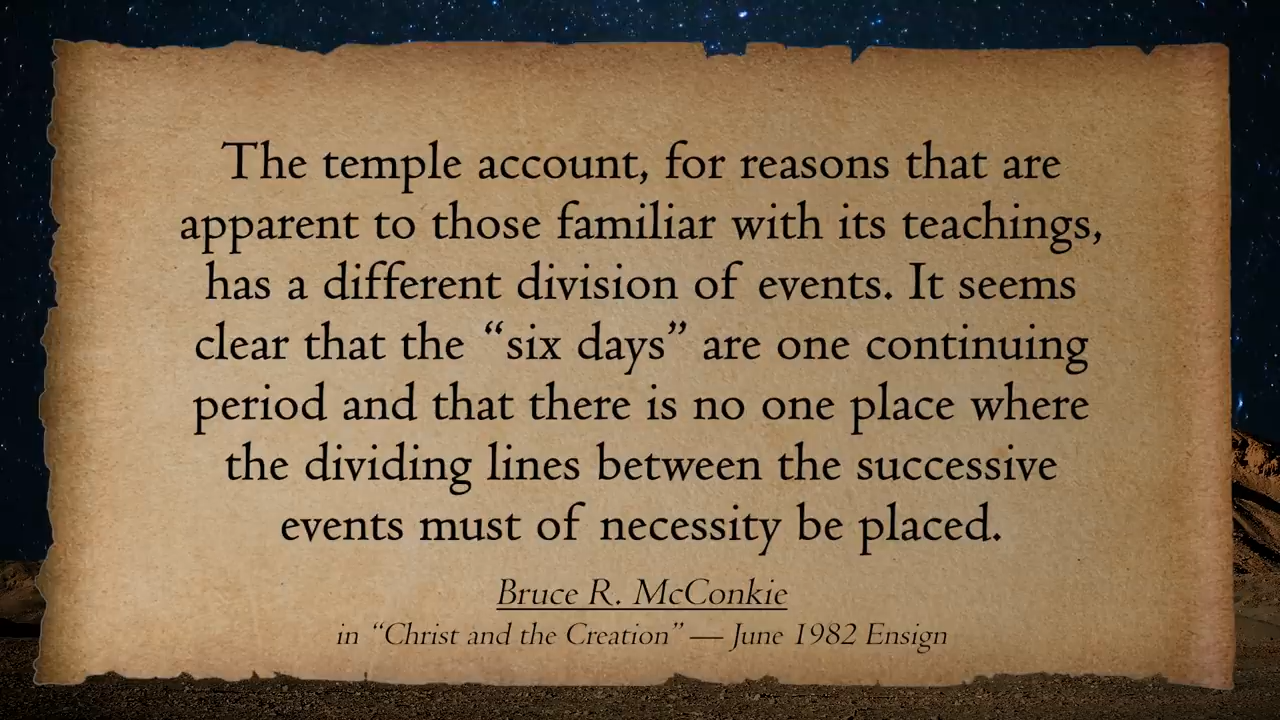 The temple account, for reasons that are
apparent to those familiar with its teachings,
has a different division of events. It seems
clear that the “six days” are one continuing
period and that there is no one place where
the dividing lines between the successive
events must of necessity be placed.
Bruce R. McConkie
in “Christ and the Creation” — June 1982 Ensign